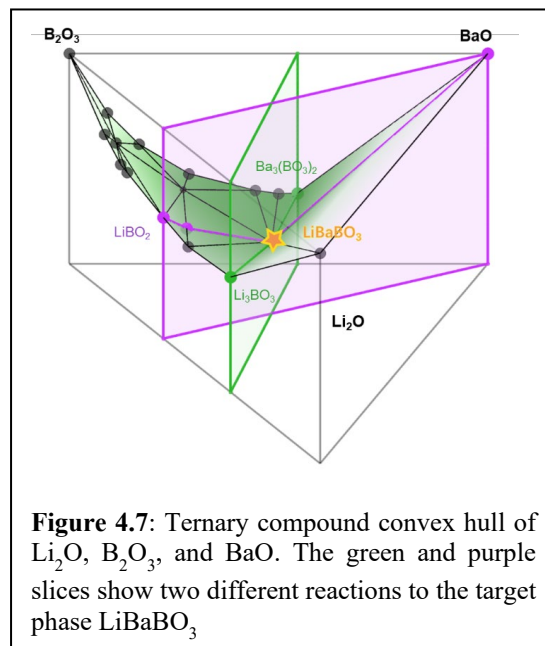 B₂O₃
BaO
Ba₃(BO₃)₂
LiBO₂
LiBaBO₃
Li₃BO₃
Li₂O
Figure 4.7: Ternary compound convex hull of
Li₂O, B₂O₃, and BaO. The green and purple
slices show two different reactions to the target
phase LiBaBO₃